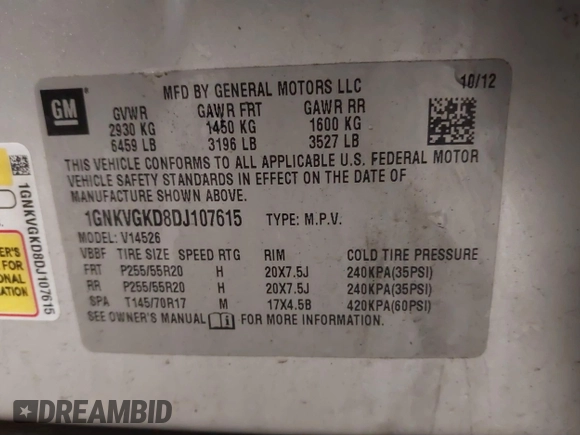 GM
MFD BY GENERAL MOTORS LLC
10/12
GVWR GAWR FRT GAWR RR
2930 KG 1450 KG 1600 KG
6459 LB 3196 LB 3527 LB
THIS VEHICLE CONFORMS TO ALL APPLICABLE U.S. FEDERAL MOTOR
VEHICLE SAFETY STANDARDS IN EFFECT ON THE DATE OF
MANUFACTURE SHOWN ABOVE.
1GNKVGKD8DJ107615 TYPE: M.P.V.
MODEL: V14526
VBBF TIRE SIZE SPEED RTG RIM COLD TIRE PRESSURE
FRT P255/55R20 H 20X7.5J 240KPA(35PSI)
RR P255/55R20 H 20X7.5J 240KPA(35PSI)
SPA T145/70R17 M 17X4.5B 420KPA(60PSI)
SEE OWNER'S MANUAL FOR MORE INFORMATION.
1GNKVGKD8DJ107615
NER'S
FOR
ONAL
ATION
DREAMBID